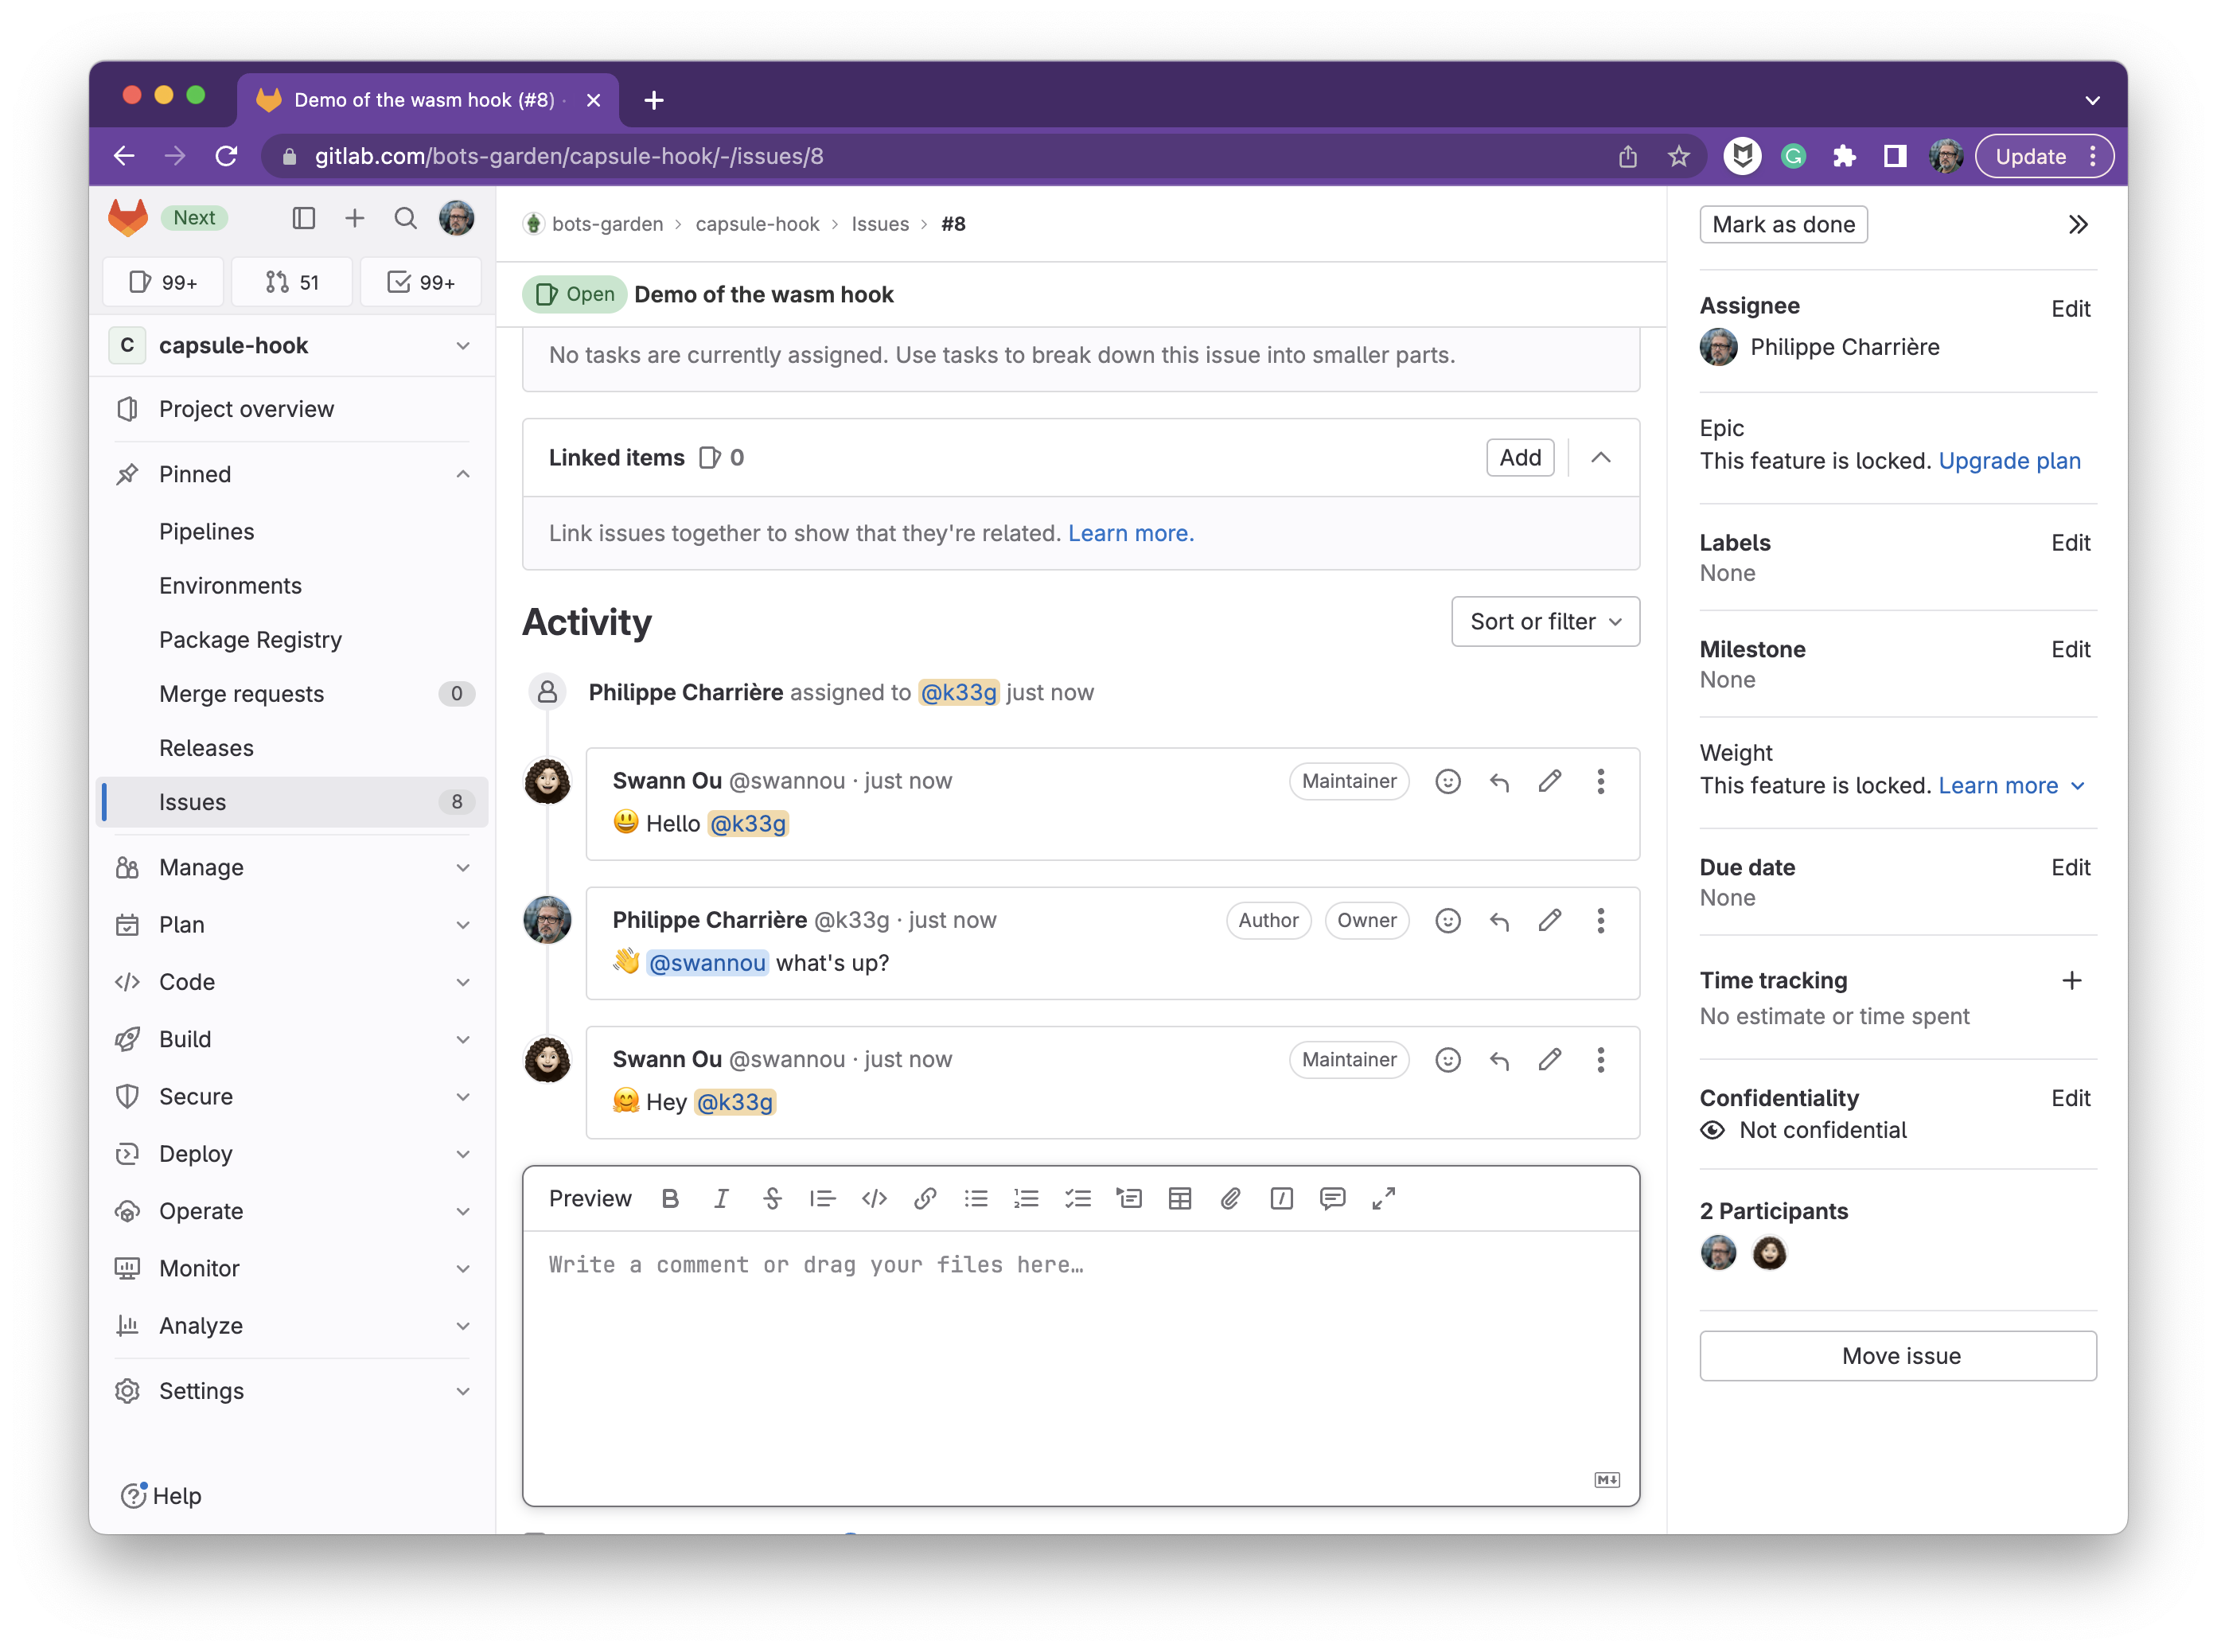 Demo of the wasm hook (#8) ·
gitlab.com/bots-garden/capsule-hook/-/issues/8
Update
Next
99+
51
99+
C capsule-hook
Project overview
Pinned
Pipelines
Environments
Package Registry
Merge requests 0
Releases
Issues 8
Manage
Plan
Code
Build
Secure
Deploy
Operate
Monitor
Analyze
Settings
Help
bots-garden › capsule-hook › Issues › #8
Open Demo of the wasm hook
No tasks are currently assigned. Use tasks to break down this issue into smaller parts.
Linked items 0
Add
Link issues together to show that they're related. Learn more.
Activity
Sort or filter
Philippe Charrière assigned to @k33g just now
Swann Ou @swannou · just now
Maintainer
😃 Hello @k33g
Philippe Charrière @k33g · just now
Author
Owner
👋 @swannou what's up?
Swann Ou @swannou · just now
Maintainer
🤗 Hey @k33g
Preview
Write a comment or drag your files here…
Mark as done
Assignee Edit
Philippe Charrière
Epic
This feature is locked. Upgrade plan
Labels Edit
None
Milestone Edit
None
Weight
This feature is locked. Learn more
Due date Edit
None
Time tracking
No estimate or time spent
Confidentiality Edit
Not confidential
2 Participants
Move issue